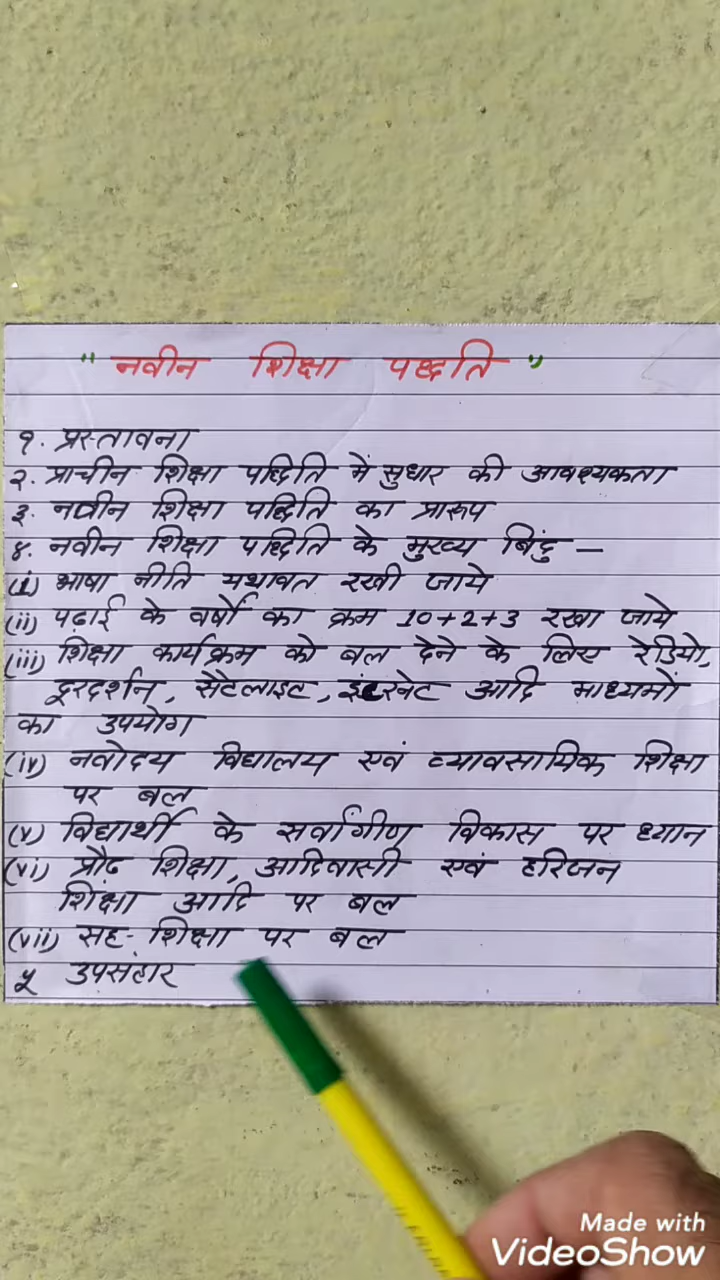 " नवीन शिक्षा पद्धति "
१. प्रस्तावना
२. प्राचीन शिक्षा पद्धिति में सुधार की आवश्यकता
३. नवीन शिक्षा पद्धिति का प्रारुप
४. नवीन शिक्षा पद्धिति के मुख्य बिंदु —
(i) भाषा नीति यथावत रखी जाये
(ii) पढ़ाई के वर्षों का क्रम 10+2+3 रखा जाये
(iii) शिक्षा कार्यक्रम को बल देने के लिए रेडियो,
दूरदर्शन, सैटेलाइट, इंटरनेट आदि माध्यमों
का उपयोग
(iv) नवोदय विद्यालय एवं व्यावसायिक शिक्षा
पर बल
(v) विद्यार्थी के सर्वांगीण विकास पर ध्यान
(vi) प्रौढ शिक्षा, आदिवासी एवं हरिजन
शिक्षा आदि पर बल
(vii) सह-शिक्षा पर बल
५ उपसंहार
Made with
VideoShow